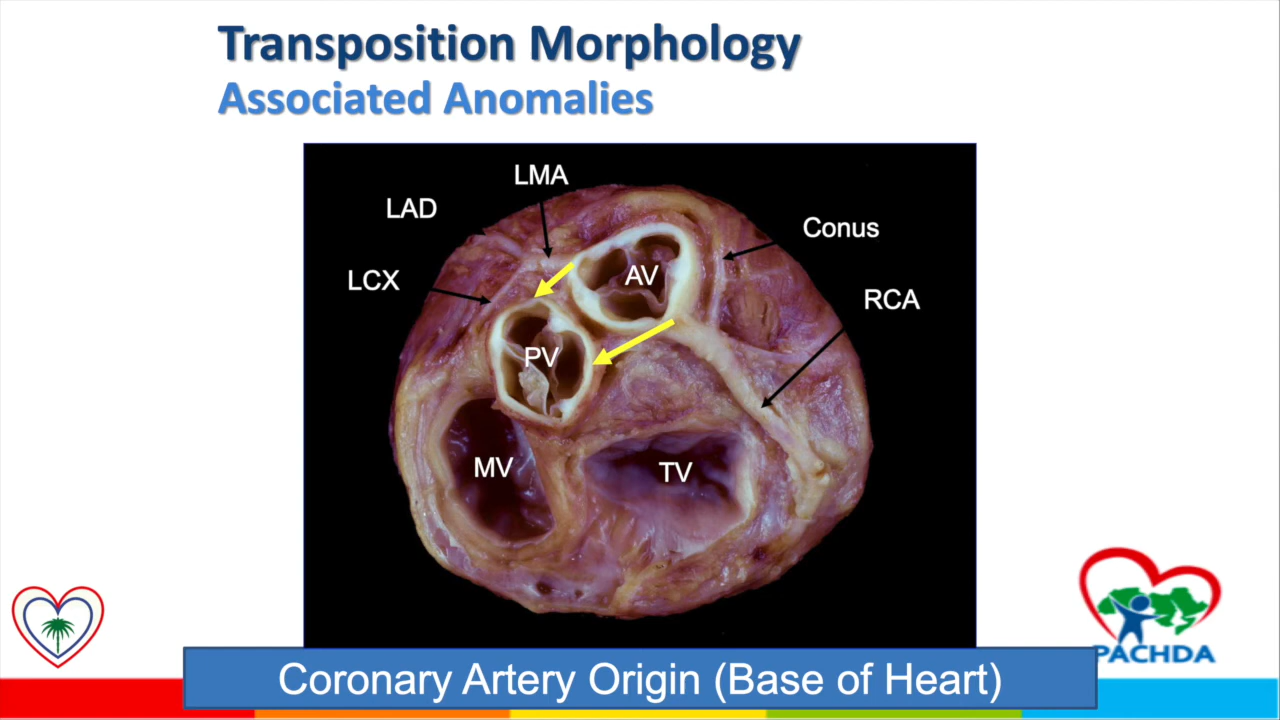 Transposition Morphology
Associated Anomalies
LMA
LAD
Conus
LCX
AV
RCA
PV
MV
TV
PACHDA
Coronary Artery Origin (Base of Heart)